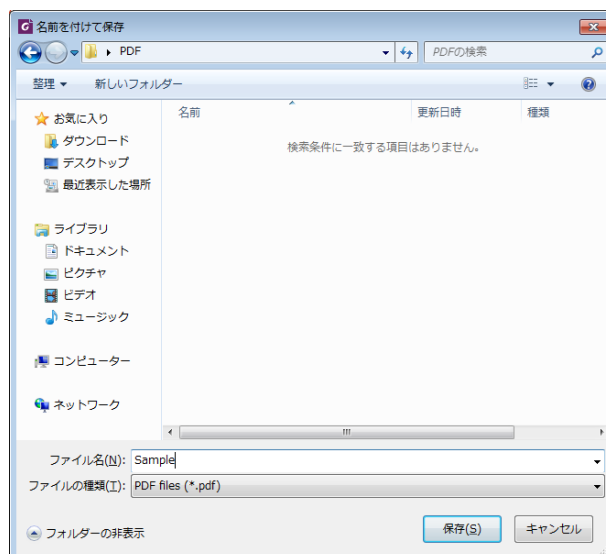 名前を付けて保存
PDF
PDFの検索
整理
新しいフォルダー
名前
更新日時
種類
検索条件に一致する項目はありません。
お気に入り
ダウンロード
デスクトップ
最近表示した場所
ライブラリ
ドキュメント
ピクチャ
ビデオ
ミュージック
コンピューター
ネットワーク
ファイル名(N): Sample
ファイルの種類(T): PDF files (*.pdf)
フォルダーの非表示
保存(S)
キャンセル